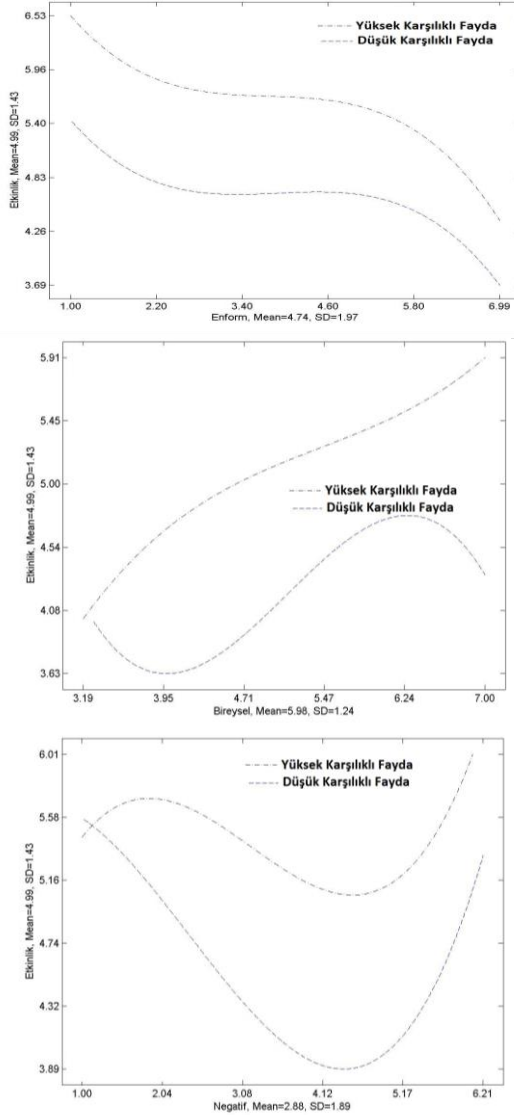 6.53
5.96
5.40
4.83
4.26
3.69
Etkinlik, Mean=4.99, SD=1.43
Yüksek Karşılıklı Fayda
Düşük Karşılıklı Fayda
1.00 2.20 3.40 4.60 5.80 6.99
Enform, Mean=4.74, SD=1.97
5.91
5.45
5.00
4.54
4.08
3.63
Etkinlik, Mean=4.99, SD=1.43
Yüksek Karşılıklı Fayda
Düşük Karşılıklı Fayda
3.19 3.95 4.71 5.47 6.24 7.00
Bireysel, Mean=5.98, SD=1.24
6.01
5.58
5.16
4.74
4.32
3.89
Etkinlik, Mean=4.99, SD=1.43
Yüksek Karşılıklı Fayda
Düşük Karşılıklı Fayda
1.00 2.04 3.08 4.12 5.17 6.21
Negatif, Mean=2.88, SD=1.89